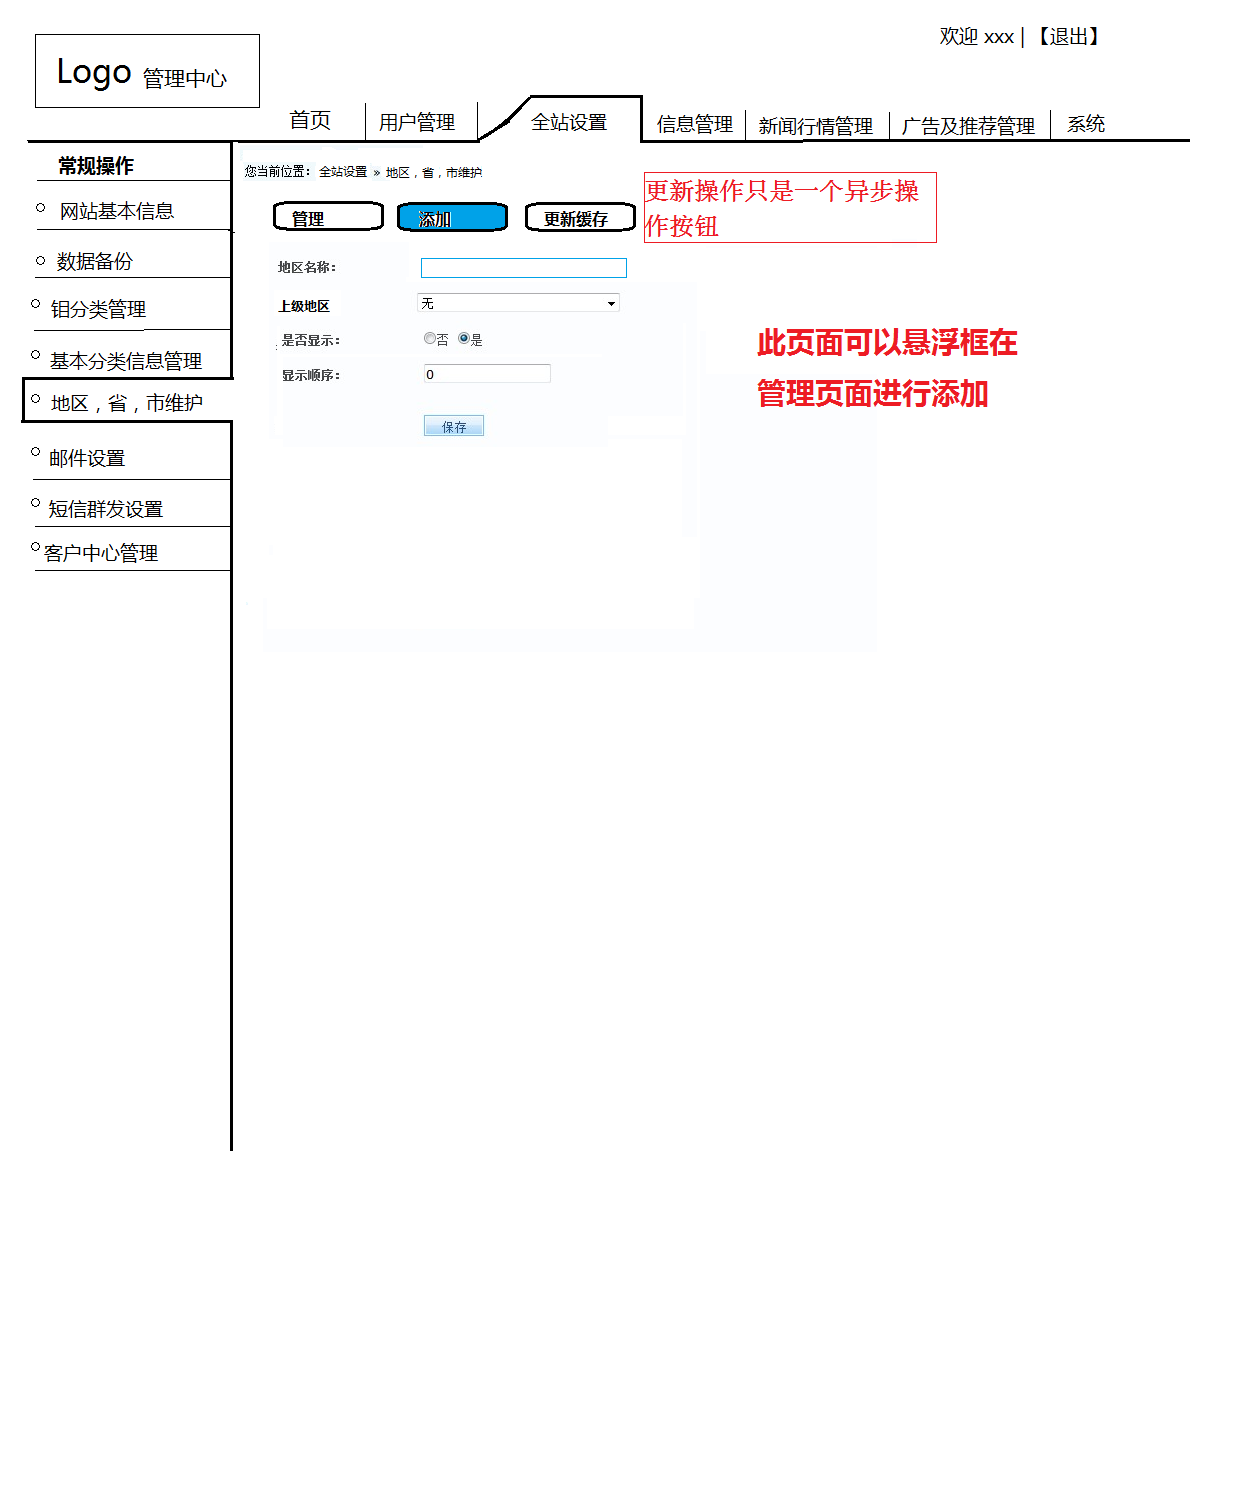 欢迎 xxx | 【退出】
Logo 管理中心
首页 用户管理 全站设置 信息管理 新闻行情管理 广告及推荐管理 系统
常规操作
网站基本信息
数据备份
钼分类管理
基本分类信息管理
地区，省，市维护
邮件设置
短信群发设置
客户中心管理
您当前位置： 全站设置 » 地区，省，市维护
管理 添加 更新缓存
更新操作只是一个异步操
作按钮
地区名称：
上级地区 无
是否显示： 否 是
显示顺序： 0
保存
此页面可以悬浮框在
管理页面进行添加